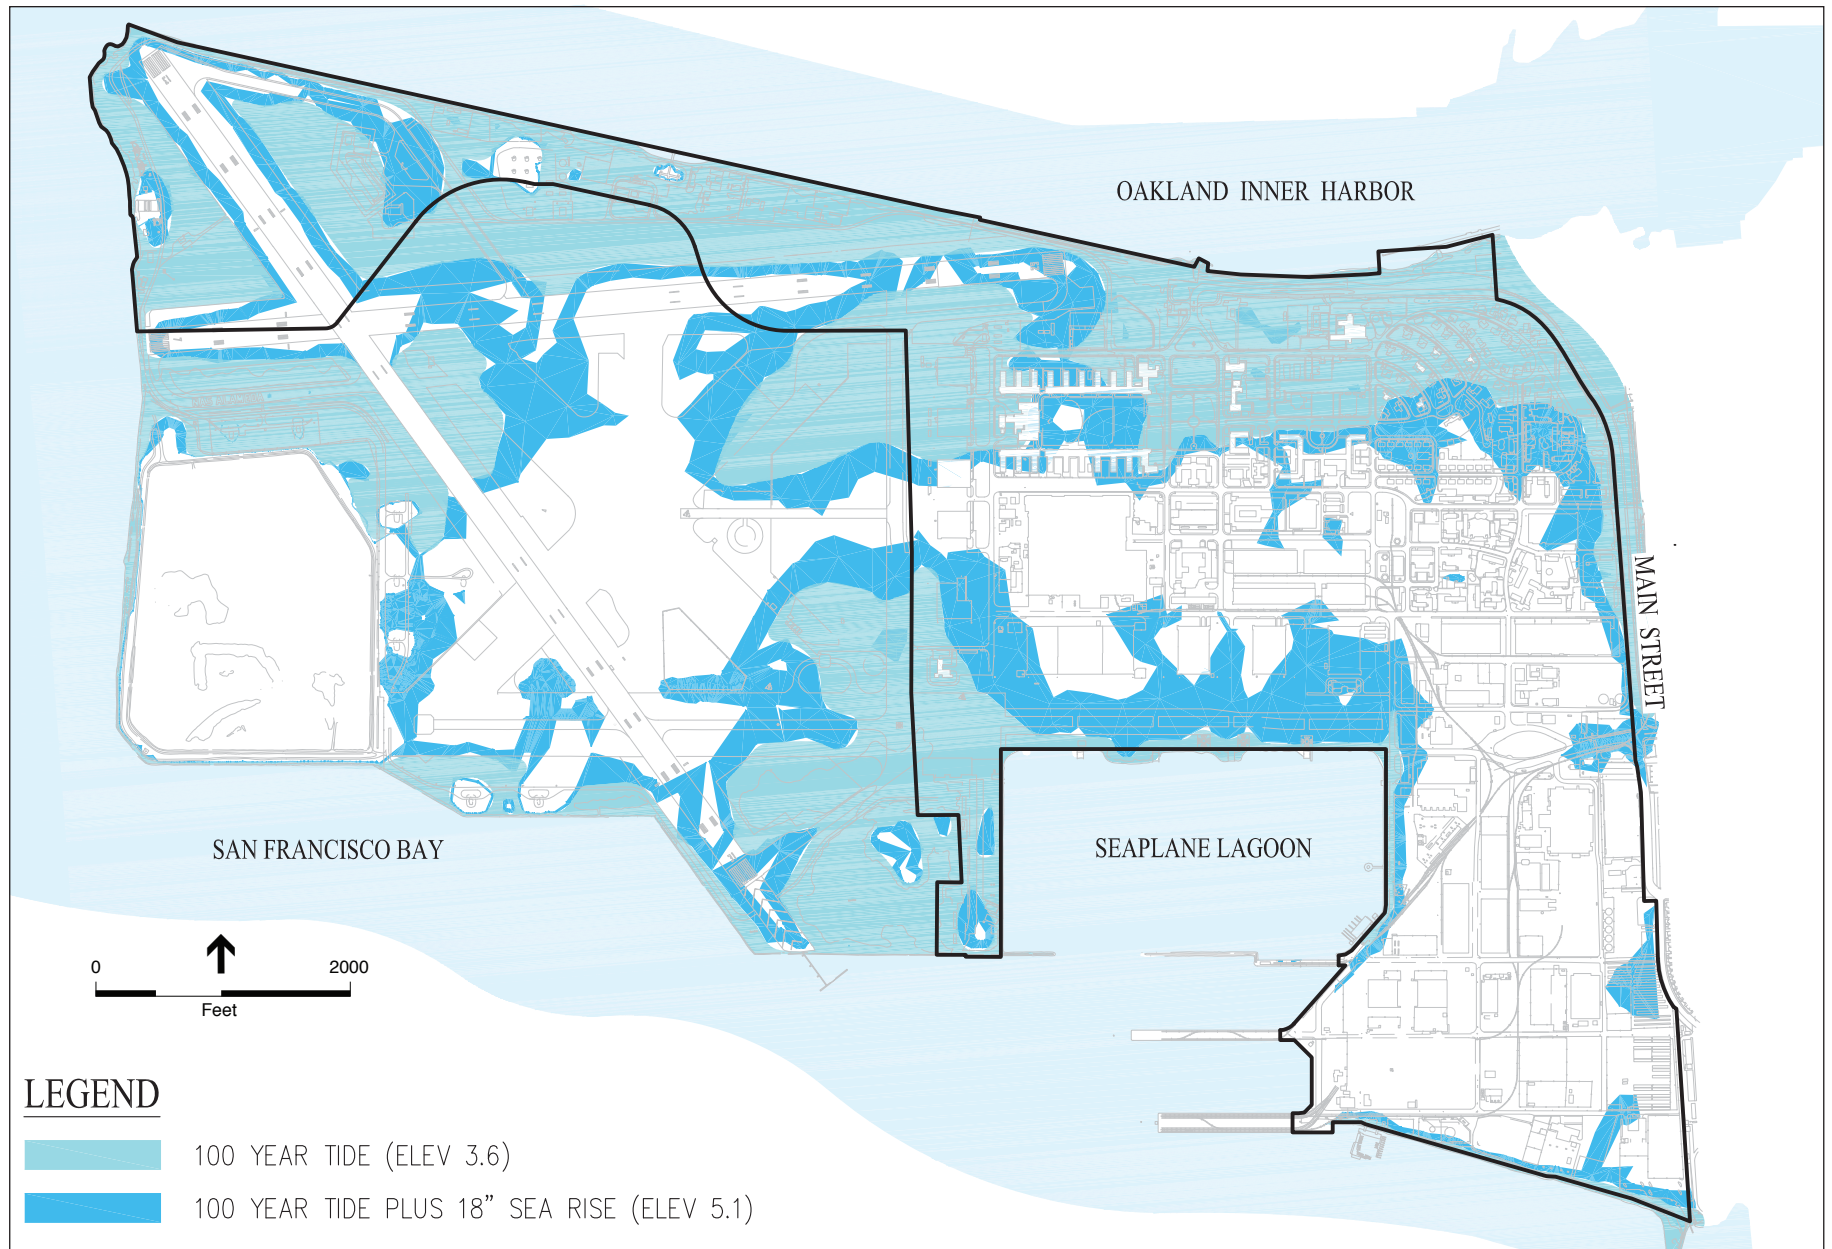 OAKLAND INNER HARBOR
MAIN STREET
SAN FRANCISCO BAY
SEAPLANE LAGOON
0 2000
Feet
LEGEND
100 YEAR TIDE (ELEV 3.6)
100 YEAR TIDE PLUS 18” SEA RISE (ELEV 5.1)